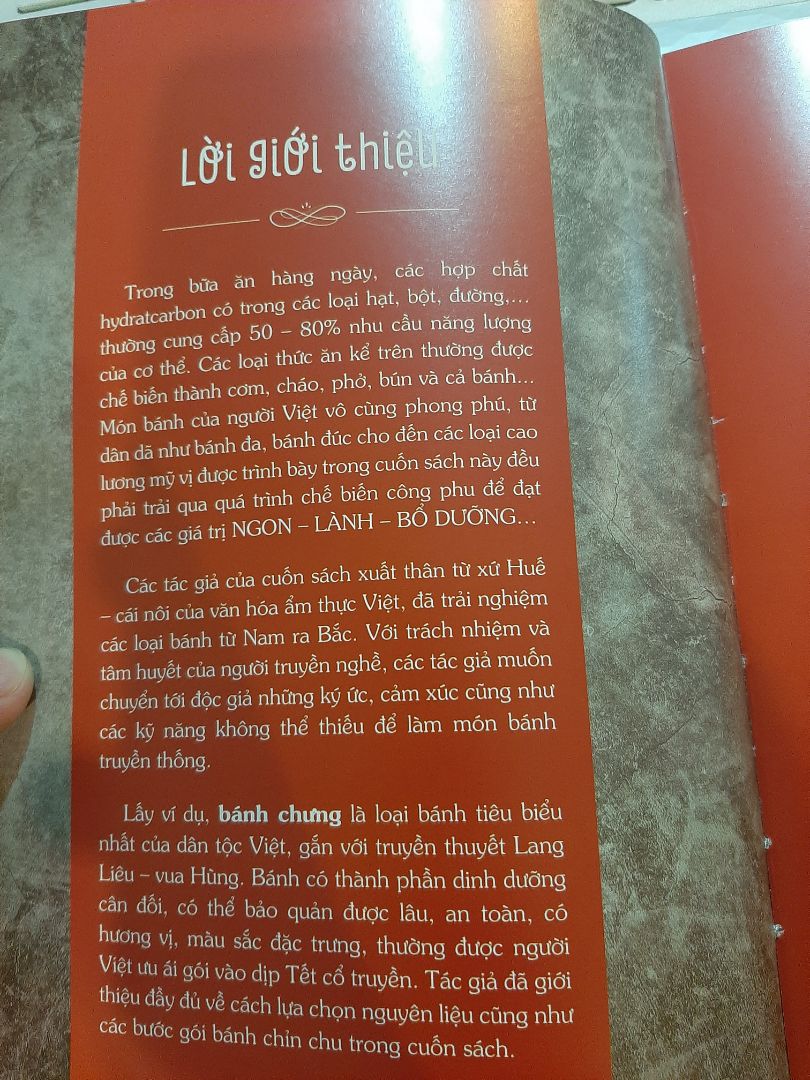 Lời giới thiệu
Trong bữa ăn hàng ngày, các hợp chất
hydratcarbon có trong các loại hạt, bột, đường,...
thường cung cấp 50 – 80% nhu cầu năng lượng
của cơ thể. Các loại thức ăn kể trên thường được
chế biến thành cơm, cháo, phở, bún và cả bánh...
Món bánh của người Việt vô cùng phong phú, từ
dân dã như bánh đa, bánh đúc cho đến các loại cao
lương mỹ vị được trình bày trong cuốn sách này đều
phải trải qua quá trình chế biến công phu để đạt
được các giá trị NGON – LÀNH – BỔ DƯỠNG...
Các tác giả của cuốn sách xuất thân từ xứ Huế
– cái nôi của văn hóa ẩm thực Việt, đã trải nghiệm
các loại bánh từ Nam ra Bắc. Với trách nhiệm và
tâm huyết của người truyền nghề, các tác giả muốn
chuyển tới độc giả những ký ức, cảm xúc cũng như
các kỹ năng không thể thiếu để làm món bánh
truyền thống.
Lấy ví dụ, bánh chưng là loại bánh tiêu biểu
nhất của dân tộc Việt, gắn với truyền thuyết Lang
Liêu – vua Hùng. Bánh có thành phần dinh dưỡng
cân đối, có thể bảo quản được lâu, an toàn, có
hương vị, màu sắc đặc trưng, thường được người
Việt ưu ái gói vào dịp Tết cổ truyền. Tác giả đã giới
thiệu đầy đủ về cách lựa chọn nguyên liệu cũng như
các bước gói bánh chỉn chu trong cuốn sách.